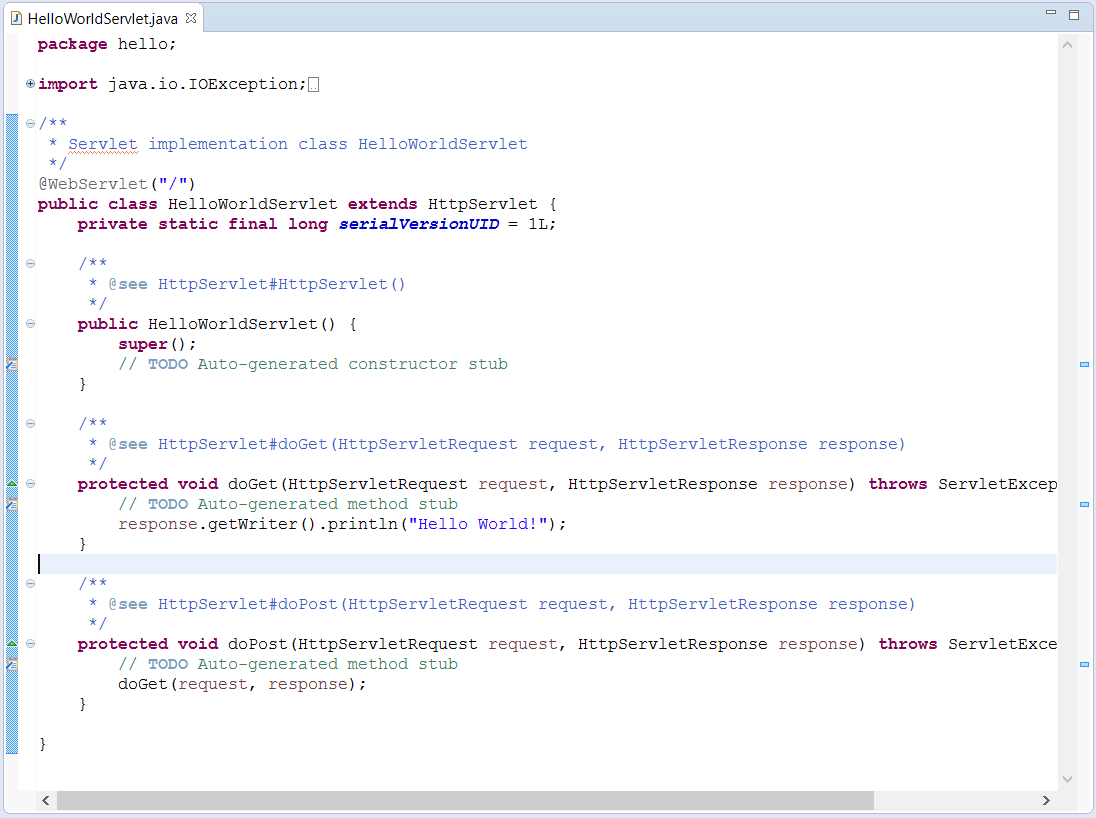 HelloWorldServlet.java
package hello;
import java.io.IOException;
/**
 * Servlet implementation class HelloWorldServlet
 */
@WebServlet("/")
public class HelloWorldServlet extends HttpServlet {
    private static final long serialVersionUID = 1L;
    /**
     * @see HttpServlet#HttpServlet()
     */
    public HelloWorldServlet() {
        super();
        // TODO Auto-generated constructor stub
    }
    /**
     * @see HttpServlet#doGet(HttpServletRequest request, HttpServletResponse response)
     */
    protected void doGet(HttpServletRequest request, HttpServletResponse response) throws ServletExcep
        // TODO Auto-generated method stub
        response.getWriter().println("Hello World!");
    }
    /**
     * @see HttpServlet#doPost(HttpServletRequest request, HttpServletResponse response)
     */
    protected void doPost(HttpServletRequest request, HttpServletResponse response) throws ServletExce
        // TODO Auto-generated method stub
        doGet(request, response);
    }
}